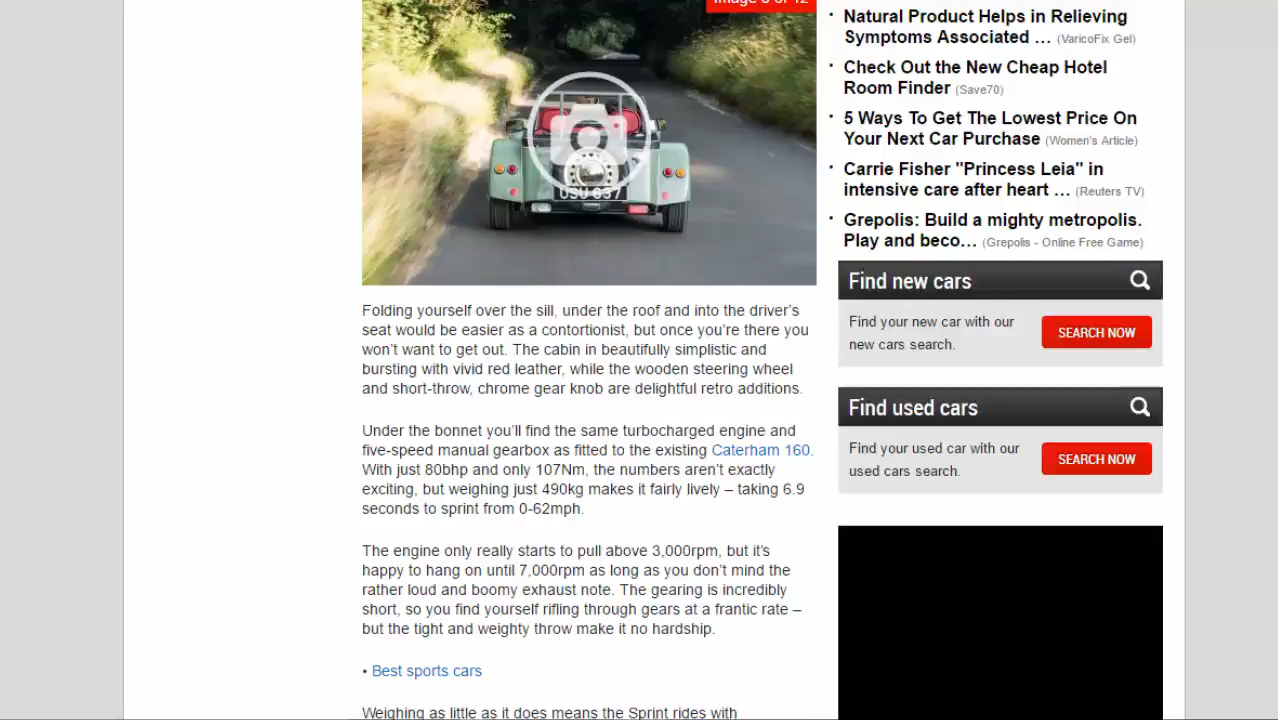 Natural Product Helps in Relieving
Symptoms Associated … (VaricoFix Gel)
Check Out the New Cheap Hotel
Room Finder (Save70)
5 Ways To Get The Lowest Price On
Your Next Car Purchase (Women's Article)
Carrie Fisher "Princess Leia" in
intensive care after heart … (Reuters TV)
Grepolis: Build a mighty metropolis.
Play and beco… (Grepolis - Online Free Game)
Find new cars
Find your new car with our
new cars search.
SEARCH NOW
Find used cars
Find your used car with our
used cars search.
SEARCH NOW
Folding yourself over the sill, under the roof and into the driver’s
seat would be easier as a contortionist, but once you’re there you
won’t want to get out. The cabin in beautifully simplistic and
bursting with vivid red leather, while the wooden steering wheel
and short-throw, chrome gear knob are delightful retro additions.
Under the bonnet you’ll find the same turbocharged engine and
five-speed manual gearbox as fitted to the existing Caterham 160.
With just 80bhp and only 107Nm, the numbers aren’t exactly
exciting, but weighing just 490kg makes it fairly lively – taking 6.9
seconds to sprint from 0-62mph.
The engine only really starts to pull above 3,000rpm, but it’s
happy to hang on until 7,000rpm as long as you don’t mind the
rather loud and boomy exhaust note. The gearing is incredibly
short, so you find yourself rifling through gears at a frantic rate –
but the tight and weighty throw make it no hardship.
• Best sports cars
Weighing as little as it does means the Sprint rides with